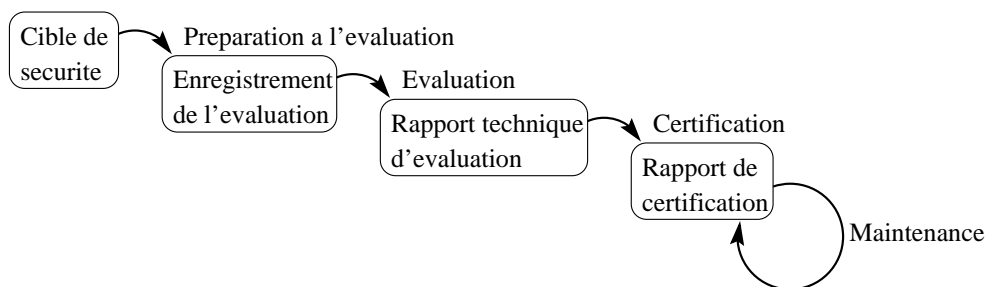 Cible de
securite
Preparation a l'evaluation
Enregistrement
de l'evaluation
Evaluation
Rapport technique
d'evaluation
Certification
Rapport de
certification
Maintenance